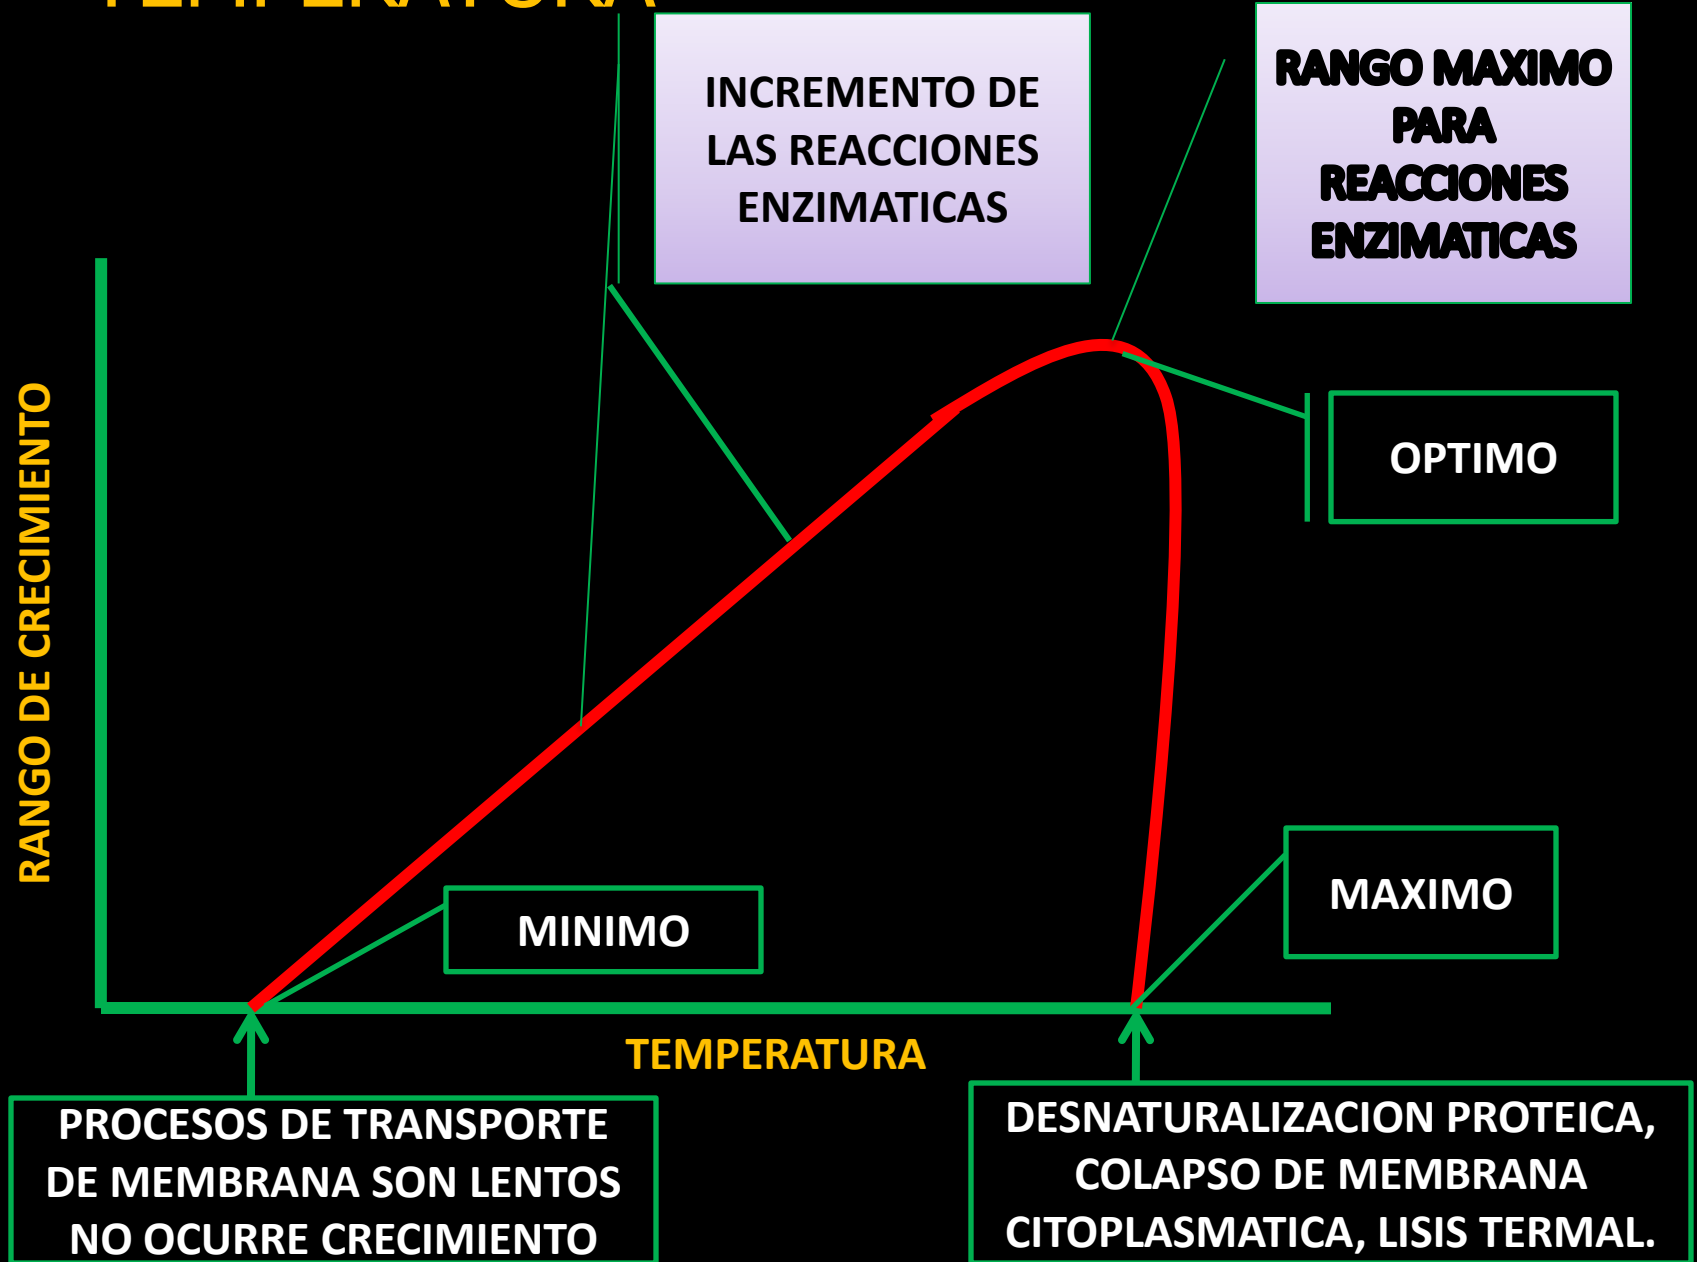 TEMPERATURA
INCREMENTO DE
LAS REACCIONES
ENZIMATICAS
RANGO MAXIMO
PARA
REACCIONES
ENZIMATICAS
RANGO DE CRECIMIENTO
OPTIMO
MAXIMO
MINIMO
TEMPERATURA
PROCESOS DE TRANSPORTE
DE MEMBRANA SON LENTOS
NO OCURRE CRECIMIENTO
DESNATURALIZACION PROTEICA,
COLAPSO DE MEMBRANA
CITOPLASMATICA, LISIS TERMAL.